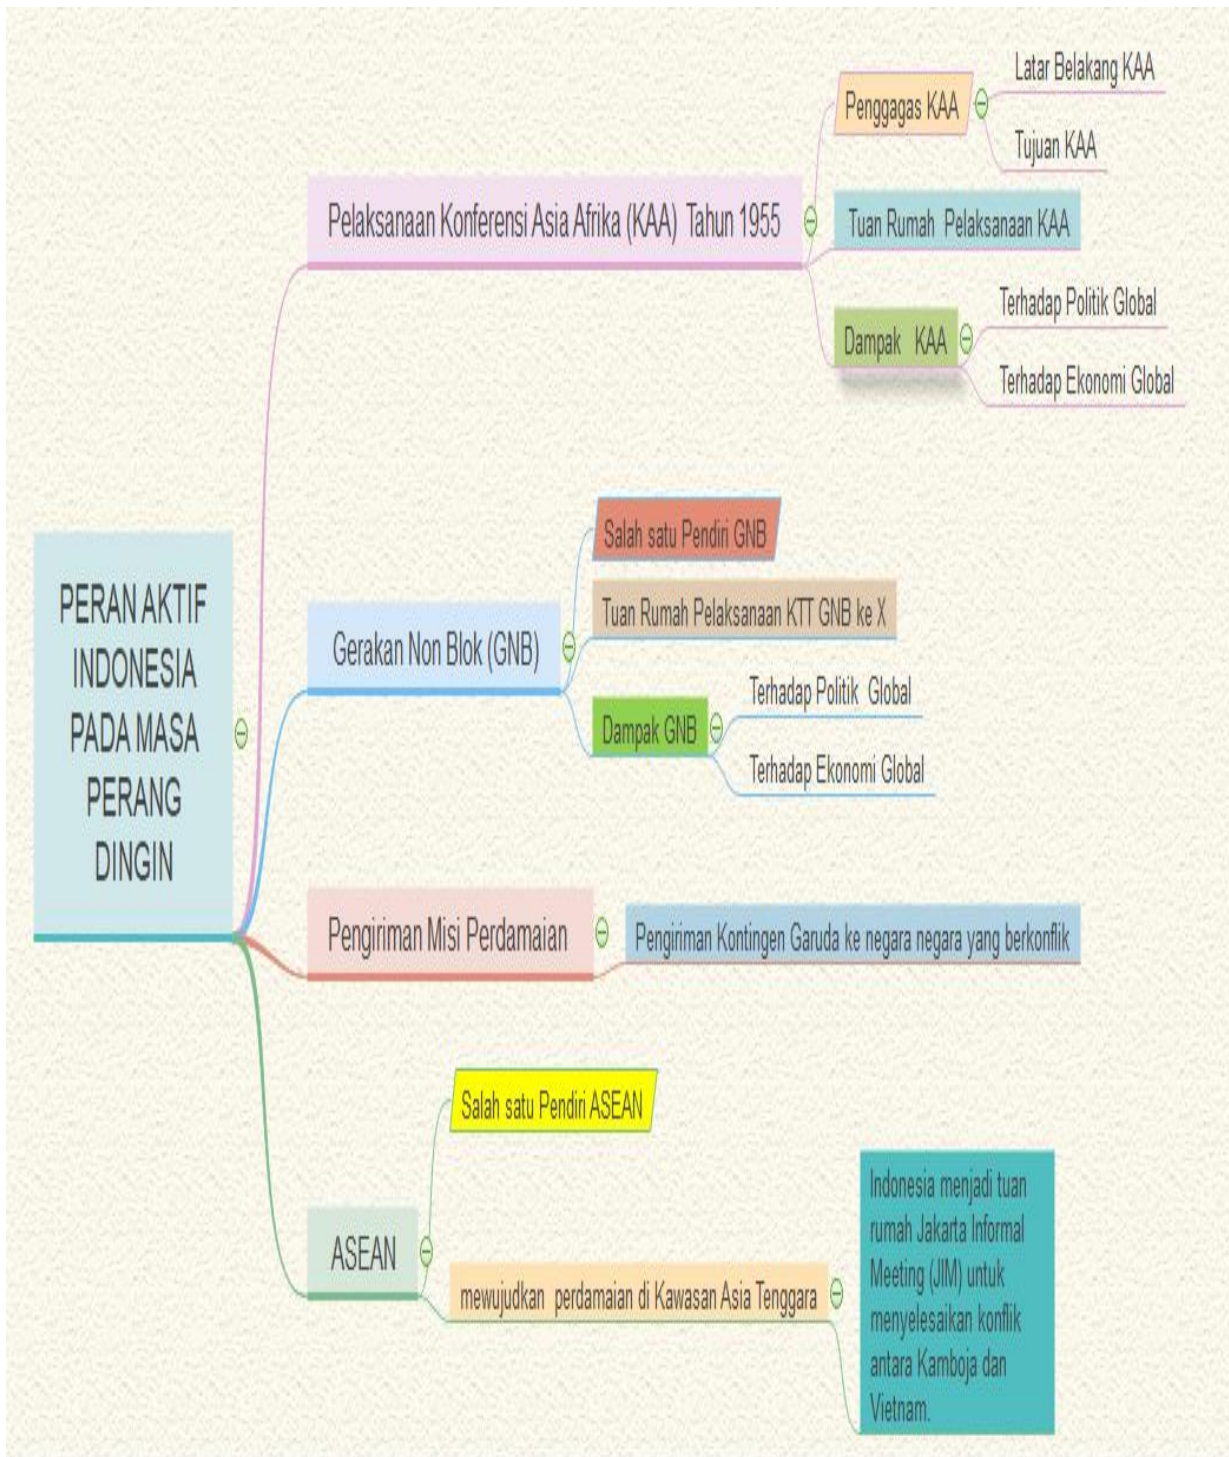 PERAN AKTIF
INDONESIA
PADA MASA
PERANG
DINGIN
Pelaksanaan Konferensi Asia Afrika (KAA) Tahun 1955
Penggagas KAA
Latar Belakang KAA
Tujuan KAA
Tuan Rumah Pelaksanaan KAA
Dampak KAA
Terhadap Politik Global
Terhadap Ekonomi Global
Gerakan Non Blok (GNB)
Salah satu Pendiri GNB
Tuan Rumah Pelaksanaan KTT GNB ke X
Dampak GNB
Terhadap Politik Global
Terhadap Ekonomi Global
Pengiriman Misi Perdamaian
Pengiriman Kontingen Garuda ke negara negara yang berkonflik
ASEAN
Salah satu Pendiri ASEAN
mewujudkan perdamaian di Kawasan Asia Tenggara
Indonesia menjadi tuan
rumah Jakarta Informal
Meeting (JIM) untuk
menyelesaikan konflik
antara Kamboja dan
Vietnam.